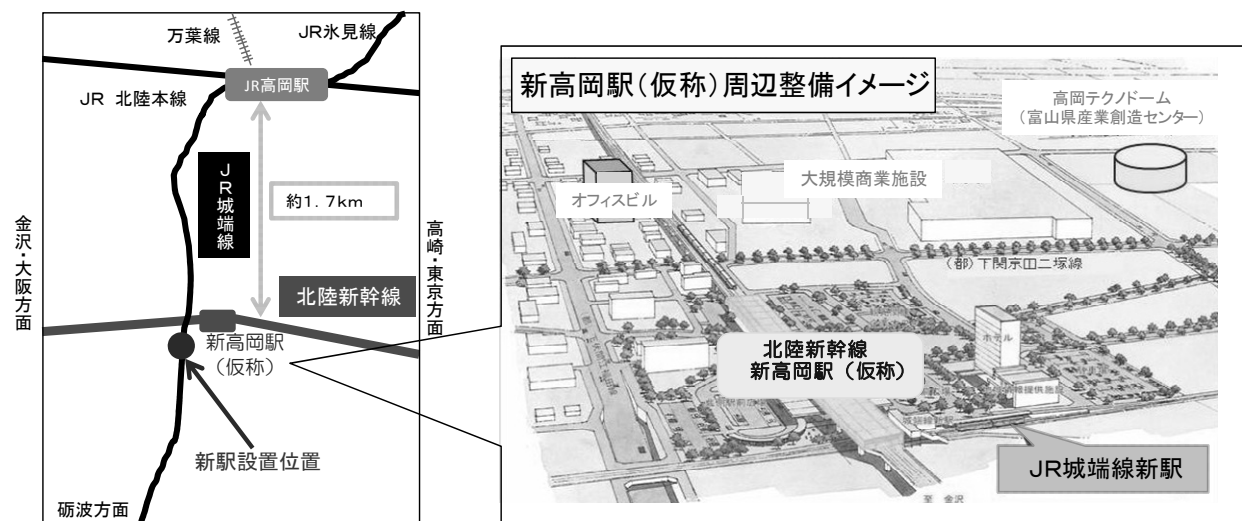 万葉線
JR氷見線
JR高岡駅
JR 北陸本線
JR城端線
約1.7km
金沢・大阪方面
高崎・東京方面
北陸新幹線
新高岡駅
(仮称)
新駅設置位置
砺波方面
新高岡駅(仮称)周辺整備イメージ
高岡テクノドーム
(富山県産業創造センター)
大規模商業施設
オフィスビル
(都)下関京田二塚線
ホテル
北陸新幹線
新高岡駅(仮称)
JR城端線新駅
至 金沢